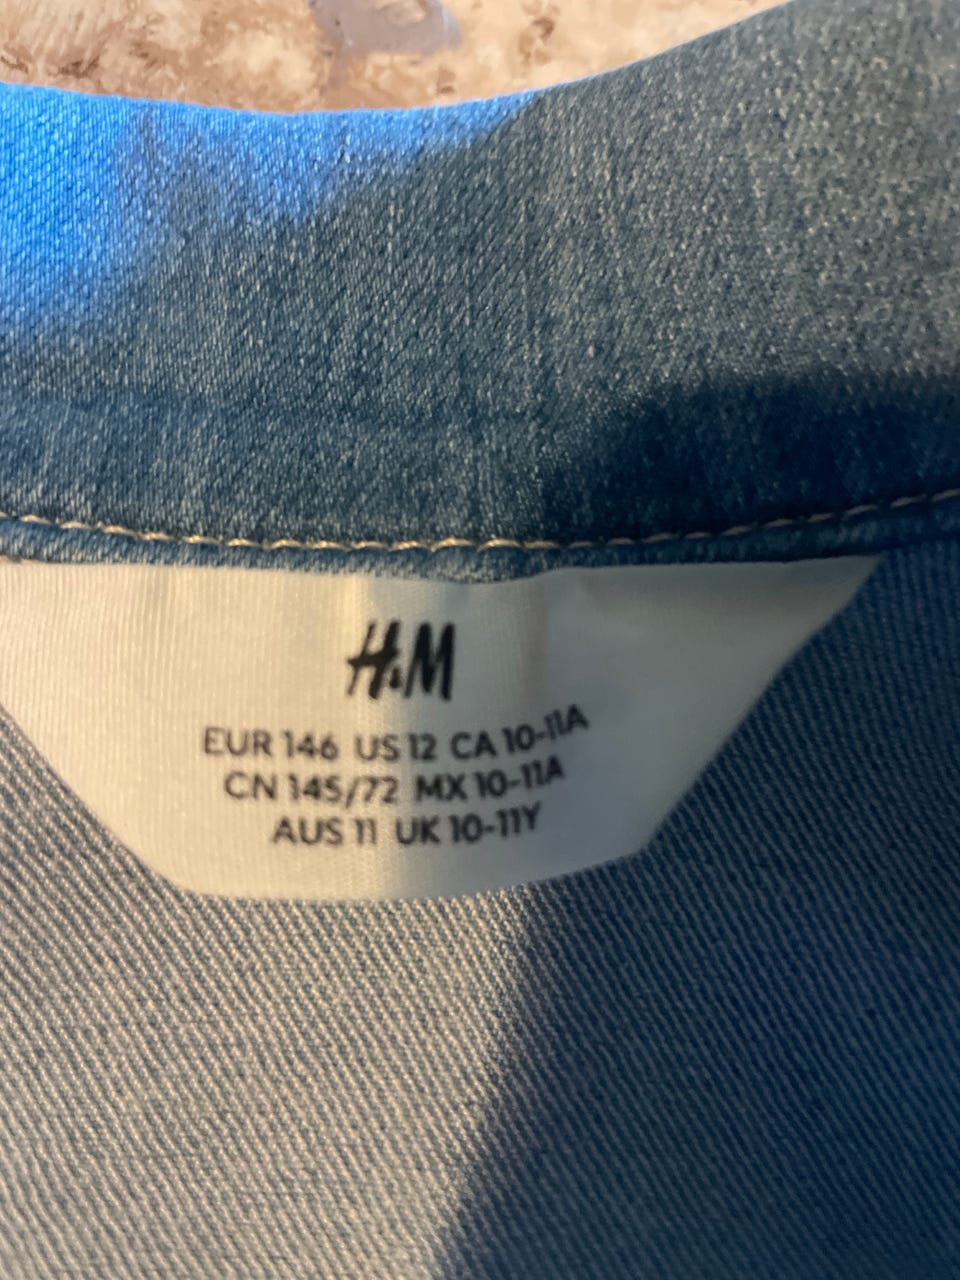 H&M
EUR 146 US 12 CA 10-11A
CN 145/72 MX 10-11A
AUS 11 UK 10-11Y